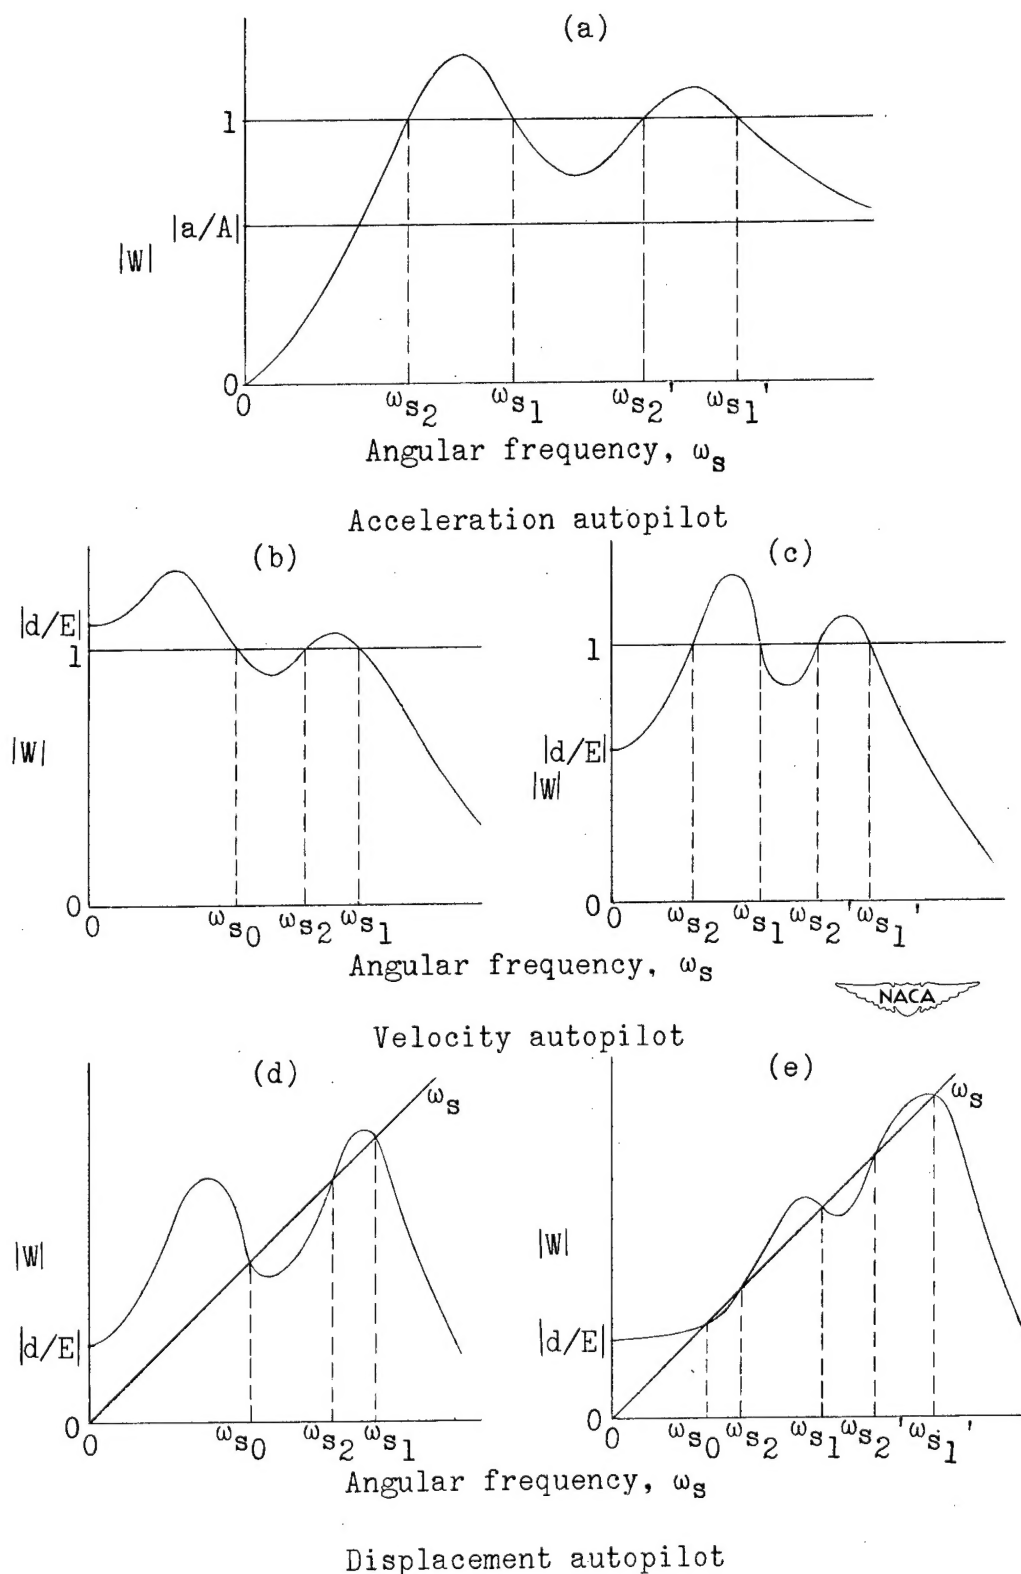 (a)
1
|a/A|
|W|
0
0 ωs2 ωs1 ωs2' ωs1'
Angular frequency, ωs
Acceleration autopilot
(b)
|d/E|
1
|W|
0
0 ωs0 ωs2 ωs1
(c)
1
|d/E|
|W|
0
0 ωs2 ωs1 ωs2' ωs1'
Angular frequency, ωs
NACA
Velocity autopilot
(d)
ωs
|W|
|d/E|
0
0 ωs0 ωs2 ωs1
(e)
ωs
|W|
|d/E|
0
0 ωs0 ωs2 ωs1 ωs2' ωs1'
Angular frequency, ωs
Displacement autopilot